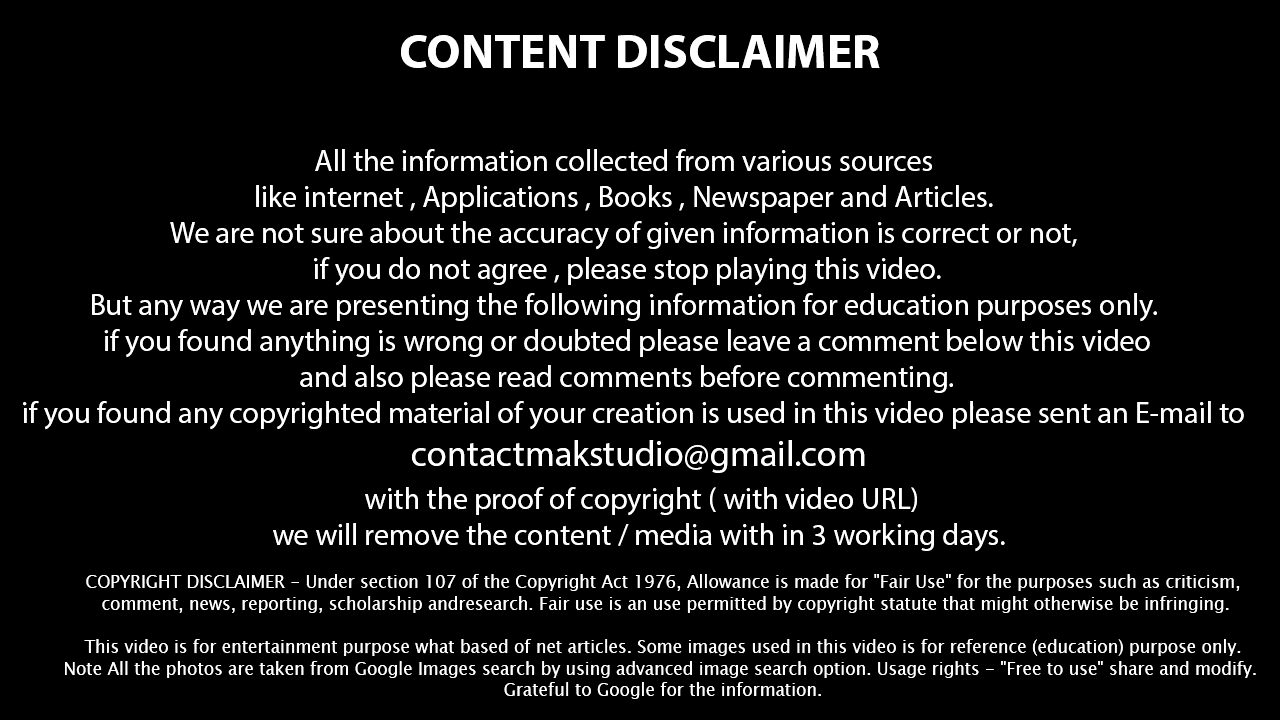 CONTENT DISCLAIMER
All the information collected from various sources
like internet , Applications , Books , Newspaper and Articles.
We are not sure about the accuracy of given information is correct or not,
if you do not agree , please stop playing this video.
But any way we are presenting the following information for education purposes only.
if you found anything is wrong or doubted please leave a comment below this video
and also please read comments before commenting.
if you found any copyrighted material of your creation is used in this video please sent an E-mail to
contactmakstudio@gmail.com
with the proof of copyright ( with video URL)
we will remove the content / media with in 3 working days.
COPYRIGHT DISCLAIMER - Under section 107 of the Copyright Act 1976, Allowance is made for "Fair Use" for the purposes such as criticism,
comment, news, reporting, scholarship andresearch. Fair use is an use permitted by copyright statute that might otherwise be infringing.
This video is for entertainment purpose what based of net articles. Some images used in this video is for reference (education) purpose only.
Note All the photos are taken from Google Images search by using advanced image search option. Usage rights - "Free to use" share and modify.
Grateful to Google for the information.